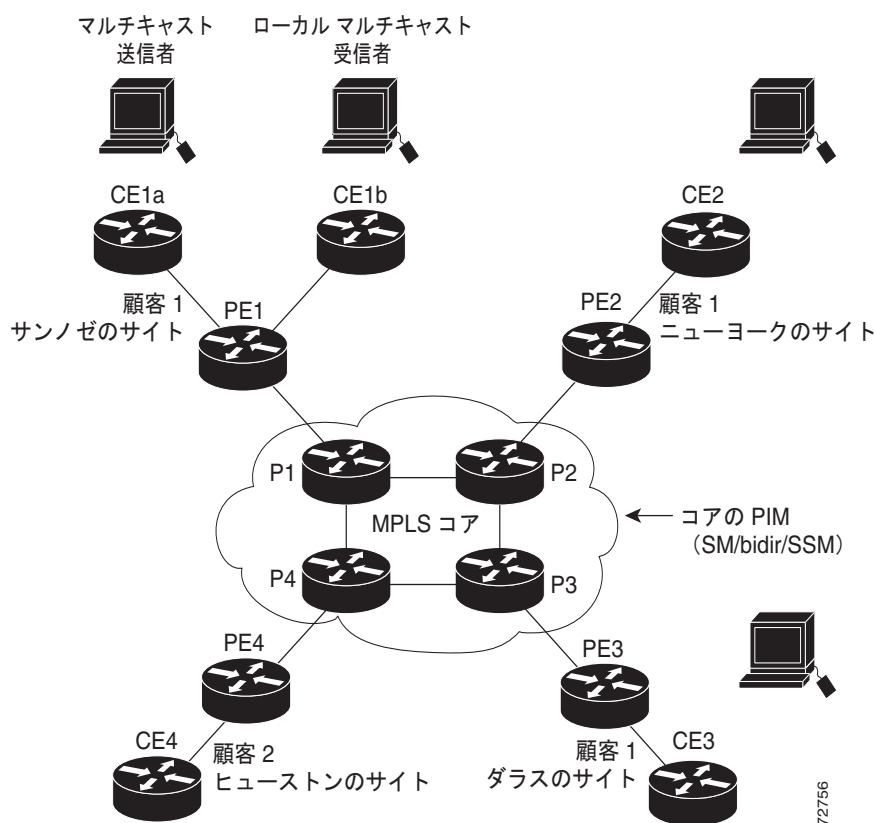 マルチキャスト
送信者
ローカル マルチキャスト
受信者
CE1a
CE1b
CE2
顧客 1
サンノゼのサイト
PE1
PE2
顧客 1
ニューヨークのサイト
P1
P2
MPLS コア
コアの PIM
（SM/bidir/SSM）
P4
P3
PE4
PE3
CE4
顧客 2
ヒューストンのサイト
顧客 1
ダラスのサイト
CE3
72756